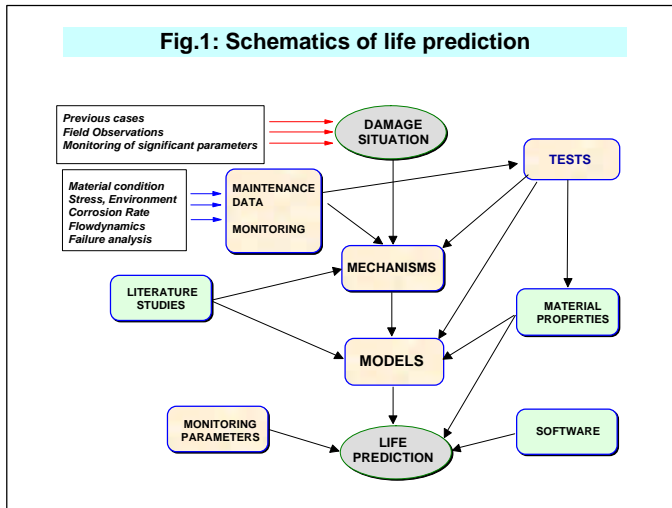 Fig.1: Schematics of life prediction
Previous cases
Field Observations
Monitoring of significant parameters
DAMAGE
SITUATION
TESTS
Material condition
Stress, Environment
Corrosion Rate
Flowdynamics
Failure analysis
MAINTENANCE
DATA
MONITORING
MECHANISMS
LITERATURE
STUDIES
MATERIAL
PROPERTIES
MODELS
MONITORING
PARAMETERS
LIFE
PREDICTION
SOFTWARE